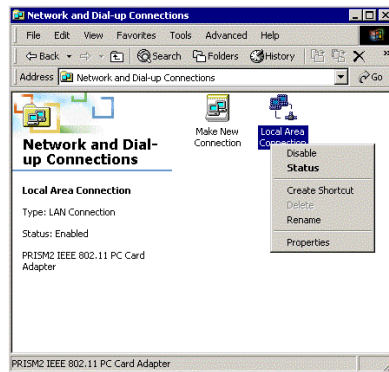 Network and Dial-up Connections
File Edit View Favorites Tools Advanced Help
Back Search Folders History
Address Network and Dial-up Connections Go
Network and Dial-
up Connections
Local Area Connection
Type: LAN Connection
Status: Enabled
PRISM2 IEEE 802.11 PC Card
Adapter
Make New
Connection
Local Area
Connection
Disable
Status
Create Shortcut
Delete
Rename
Properties
PRISM2 IEEE 802.11 PC Card Adapter